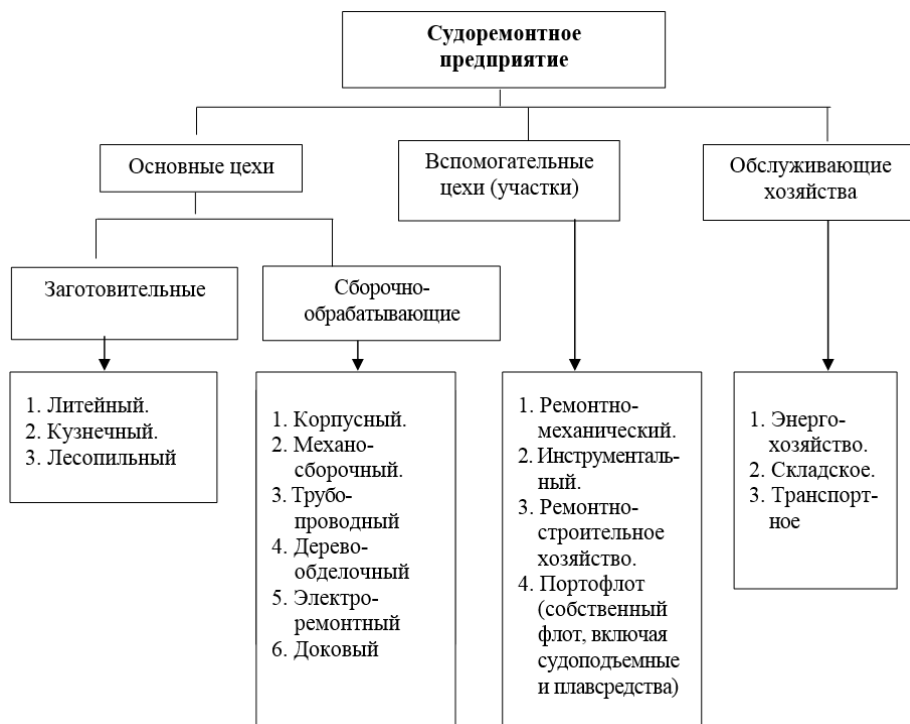 Судоремонтное
предприятие
Основные цехи
Вспомогательные
цехи (участки)
Обслуживающие
хозяйства
Заготовительные
Сборочно-
обрабатывающие
1. Литейный.
2. Кузнечный.
3. Лесопильный
1. Корпусный.
2. Механо-
сборочный.
3. Трубо-
проводный
4. Дерево-
обделочный
5. Электро-
ремонтный
6. Доковый
1. Ремонтно-
механический.
2. Инструменталь-
ный.
3. Ремонтно-
строительное
хозяйство.
4. Портофлот
(собственный
флот, включая
судоподъемные
и плавсредства)
1. Энерго-
хозяйство.
2. Складское.
3. Транспорт-
ное